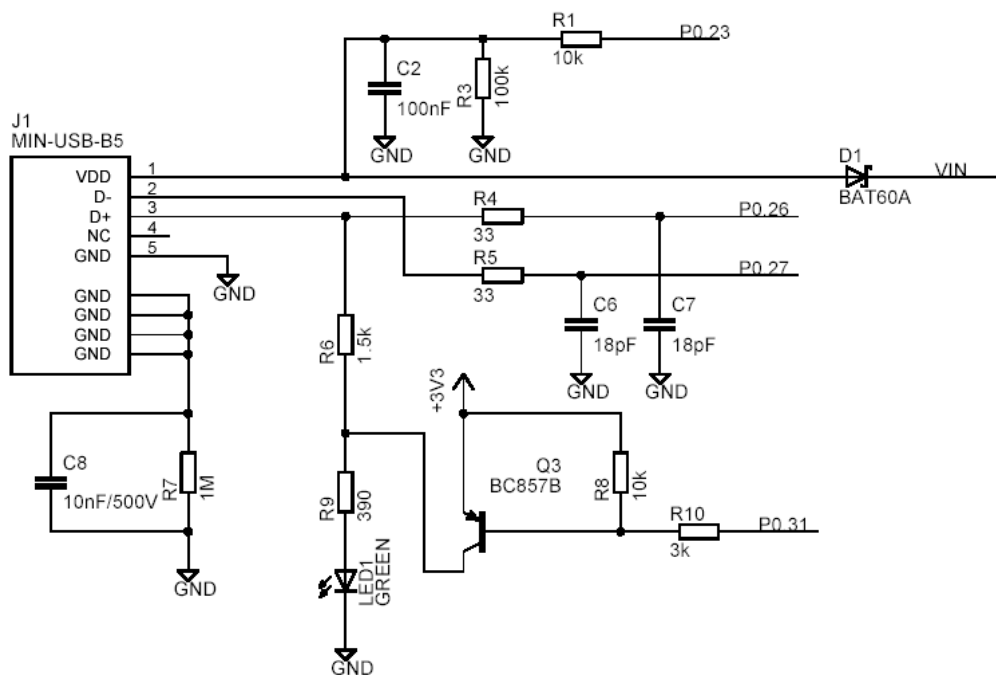 R1
P0.23
10k
C2
100nF
R3
100k
GND
GND
J1
MIN-USB-B5
VDD
1
D-
2
D+
3
NC
4
GND
5
GND
GND
GND
GND
GND
D1
VIN
BAT60A
R4
33
P0.26
R5
33
P0.27
C6
18pF
C7
18pF
GND
GND
R6
1.5k
+3V3
Q3
BC857B
R8
10k
R10
3k
P0.31
C8
10nF/500V
R7
1M
GND
R9
390
LED1
GREEN
GND